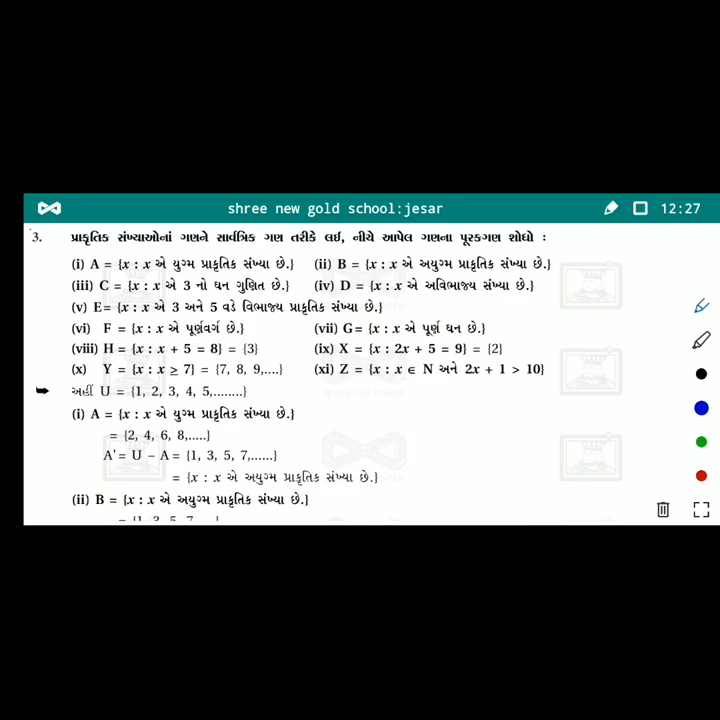 shree new gold school:jesar 12:27
3. પ્રાકૃતિક સંખ્યાઓનાં ગણને સાર્વત્રિક ગણ તરીકે લઈ, નીચે આપેલ ગણના પૂરકગણ શોધો :
(i) A = {x : x એ યુગ્મ પ્રાકૃતિક સંખ્યા છે.} (ii) B = {x : x એ અયુગ્મ પ્રાકૃતિક સંખ્યા છે.}
(iii) C = {x : x એ 3 નો ધન ગુણિત છે.} (iv) D = {x : x એ અવિભાજ્ય સંખ્યા છે.}
(v) E= {x : x એ 3 અને 5 વડે વિભાજ્ય પ્રાકૃતિક સંખ્યા છે.}
(vi) F = {x : x એ પૂર્ણવર્ગ છે.} (vii) G= {x : x એ પૂર્ણ ઘન છે.}
(viii) H = {x : x + 5 = 8} = {3} (ix) X = {x : 2x + 5 = 9} = {2}
(x) Y = {x : x ≥ 7} = {7, 8, 9,....} (xi) Z = {x : x ∈ N અને 2x + 1 > 10}
➥ અહીં U = {1, 2, 3, 4, 5,........}
(i) A = {x : x એ યુગ્મ પ્રાકૃતિક સંખ્યા છે.}
= {2, 4, 6, 8,.....}
A' = U – A = {1, 3, 5, 7,......}
= {x : x એ અયુગ્મ પ્રાકૃતિક સંખ્યા છે.}
(ii) B = {x : x એ અયુગ્મ પ્રાકૃતિક સંખ્યા છે.}